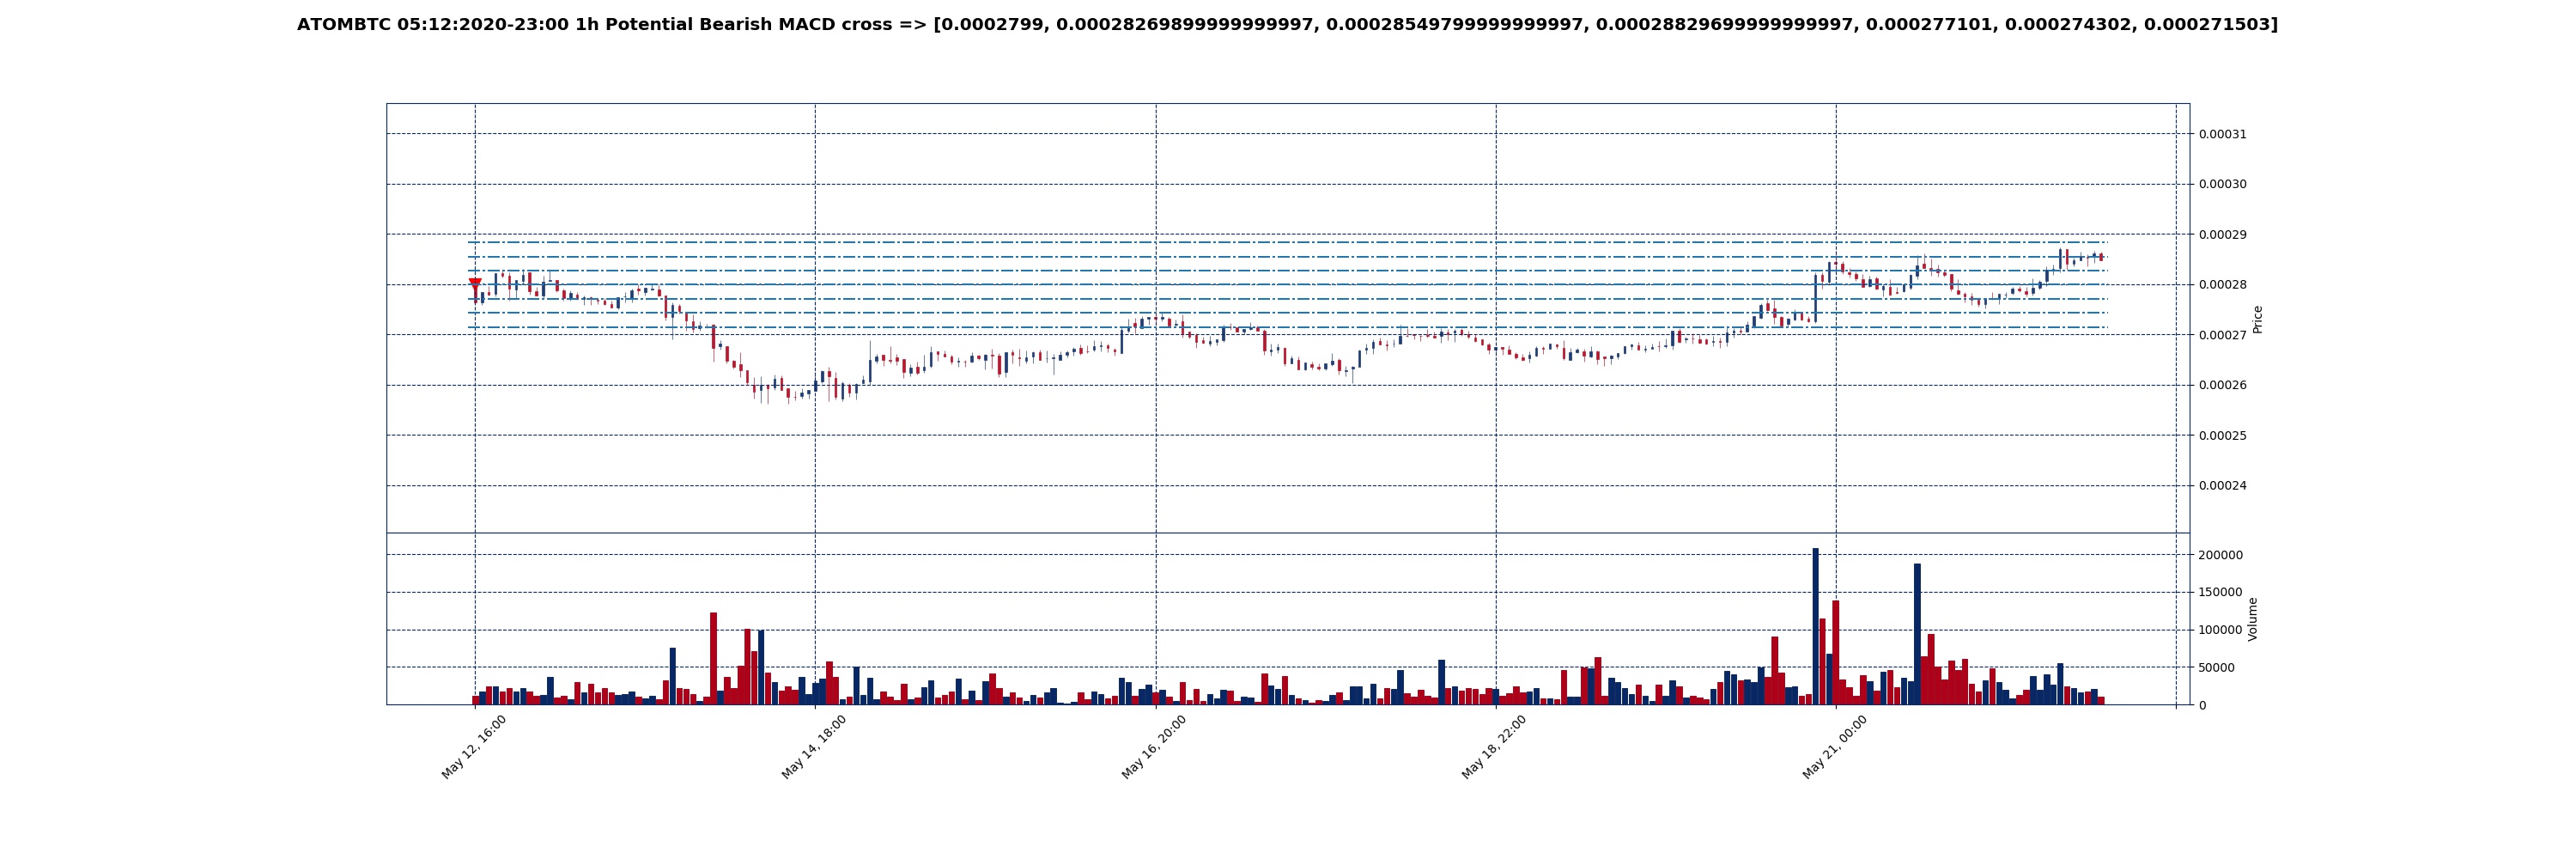 ATOMBTC 05:12:2020-23:00 1h Potential Bearish MACD cross => [0.0002799, 0.00028269899999999997, 0.00028549799999999997, 0.00028829699999999997, 0.000277101, 0.000274302, 0.000271503]
0.00031
0.00030
0.00029
0.00028
Price
0.00027
0.00026
0.00025
0.00024
200000
150000
100000
Volume
50000
0
May 12, 16:00
May 14, 18:00
May 16, 20:00
May 18, 22:00
May 21, 00:00